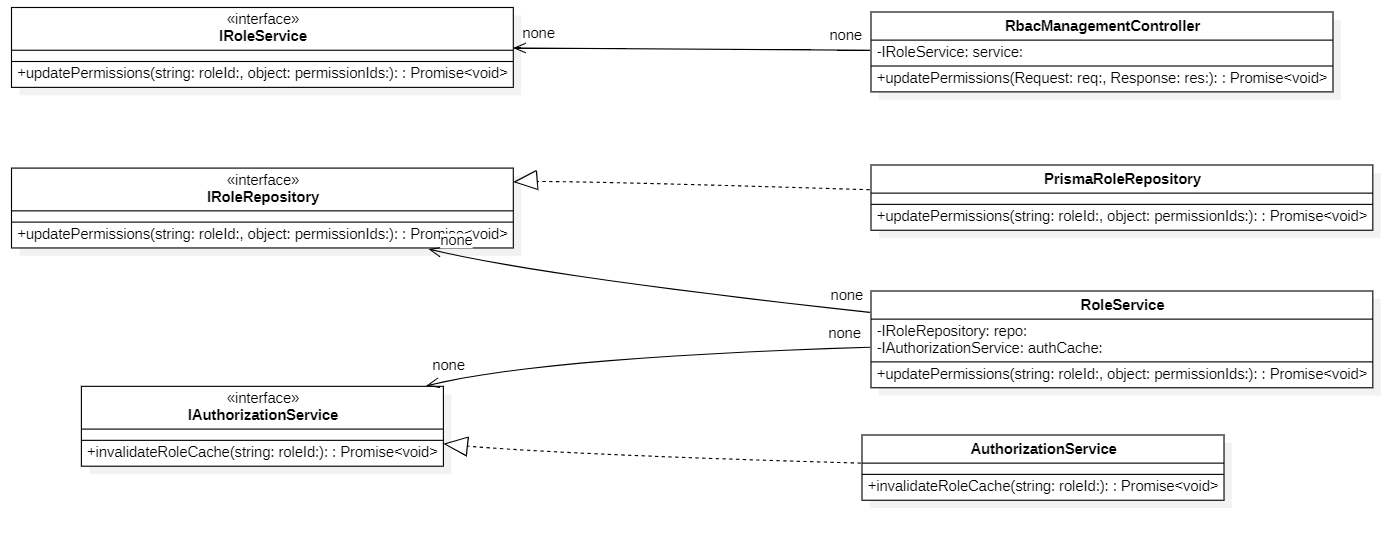 «interface»
IRoleService
+updatePermissions(string: roleId:, object: permissionIds:): : Promise<void>
none
none
RbacManagementController
-IRoleService: service:
+updatePermissions(Request: req:, Response: res:): : Promise<void>
«interface»
IRoleRepository
+updatePermissions(string: roleId:, object: permissionIds:): : Promise<void>
none
PrismaRoleRepository
+updatePermissions(string: roleId:, object: permissionIds:): : Promise<void>
none
RoleService
-IRoleRepository: repo:
-IAuthorizationService: authCache:
+updatePermissions(string: roleId:, object: permissionIds:): : Promise<void>
none
none
«interface»
IAuthorizationService
+invalidateRoleCache(string: roleId:): : Promise<void>
AuthorizationService
+invalidateRoleCache(string: roleId:): : Promise<void>